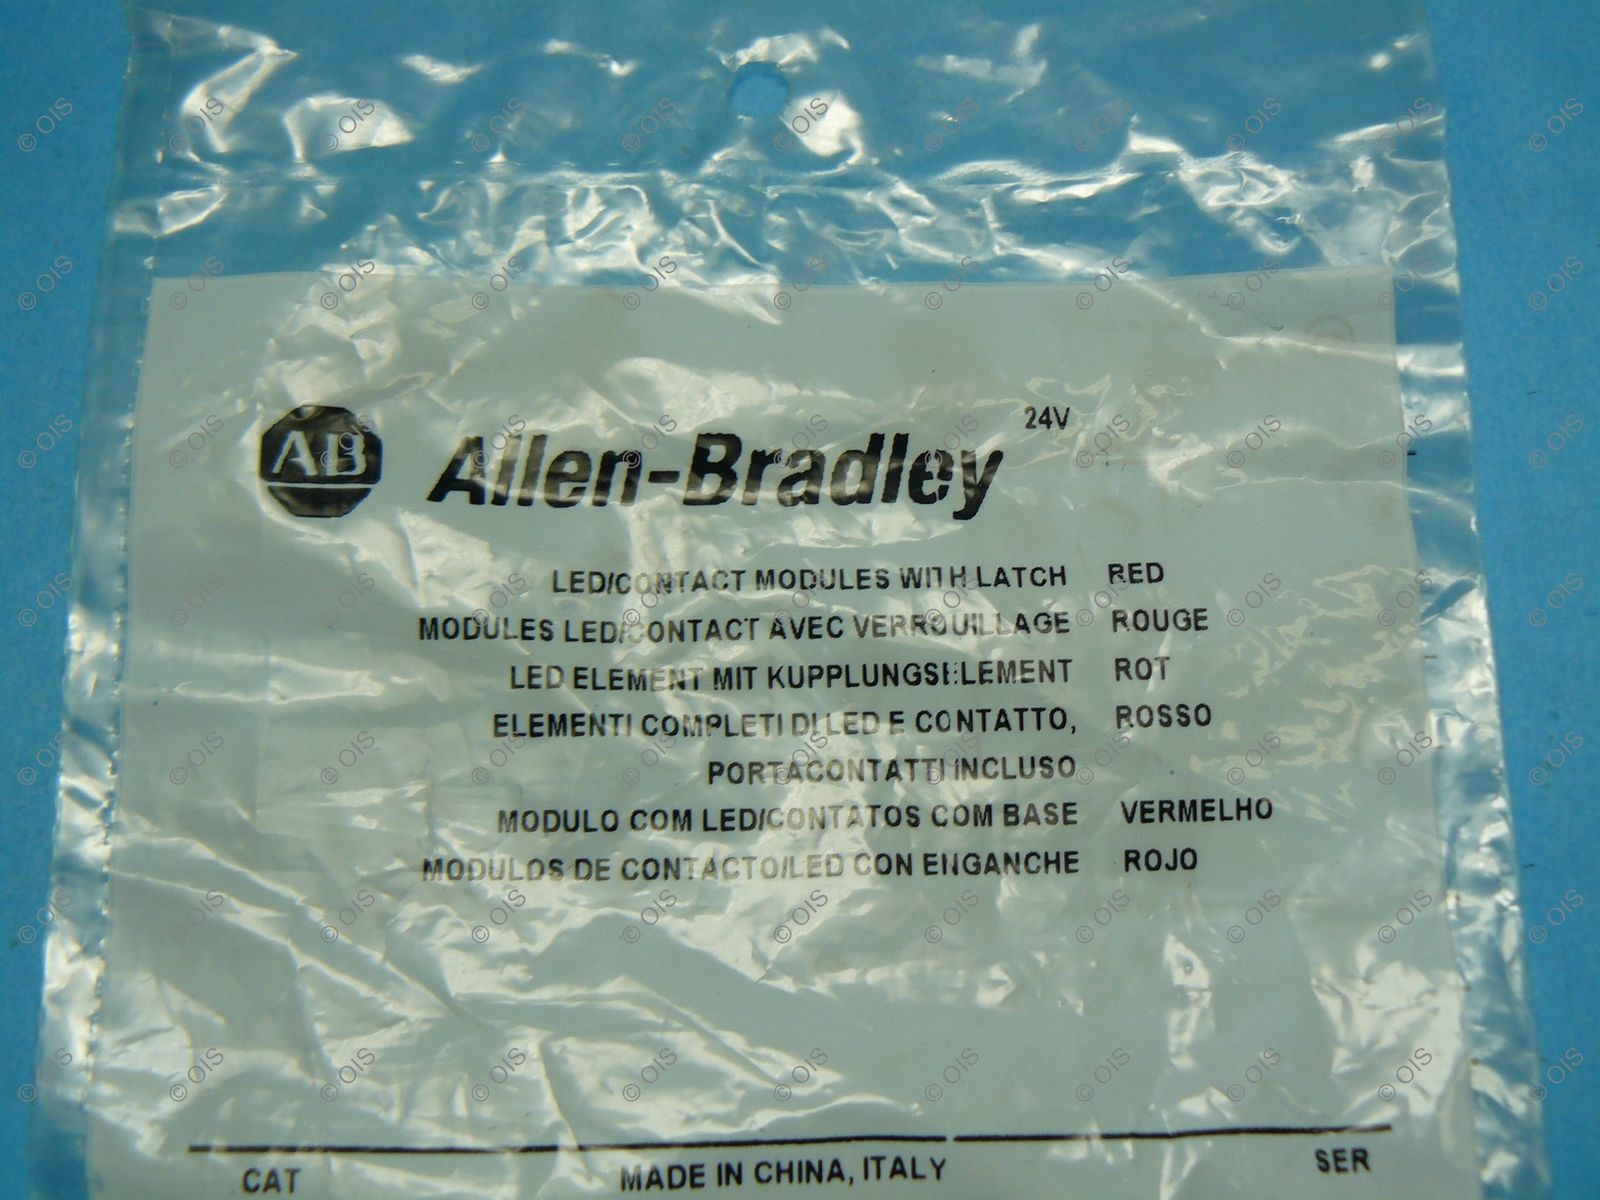 24V
AB Allen-Bradley
LED/CONTACT MODULES WITH LATCH RED
MODULES LED/CONTACT AVEC VERROUILLAGE ROUGE
LED ELEMENT MIT KUPPLUNGSELEMENT ROT
ELEMENTI COMPLETI DI LED E CONTATTO, ROSSO
PORTACONTATTI INCLUSO
MODULO COM LED/CONTATOS COM BASE VERMELHO
MODULOS DE CONTACTO/LED CON ENGANCHE ROJO
CAT MADE IN CHINA, ITALY SER
© OIS